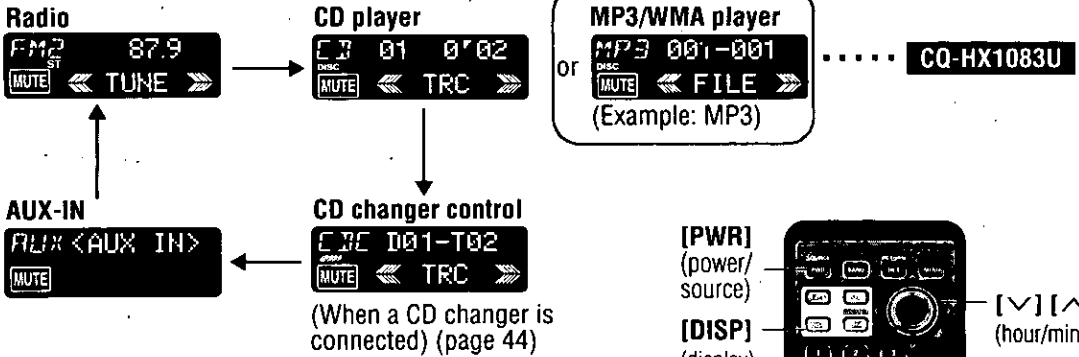 Radio
FM2 87.9
ST
MUTE TUNE
CD player
CD 01 0'02
DISC
MUTE TRC
or
MP3/WMA player
MP3 001-001
DISC
MUTE FILE
(Example: MP3)
CQ-HX1083U
AUX-IN
AUX <AUX IN>
MUTE
CD changer control
CDC D01-T02
MUTE TRC
(When a CD changer is
connected) (page 44)
[PWR]
(power/
source)
[DISP]
(display)
[∨] [∧
(hour/min
1 2 3